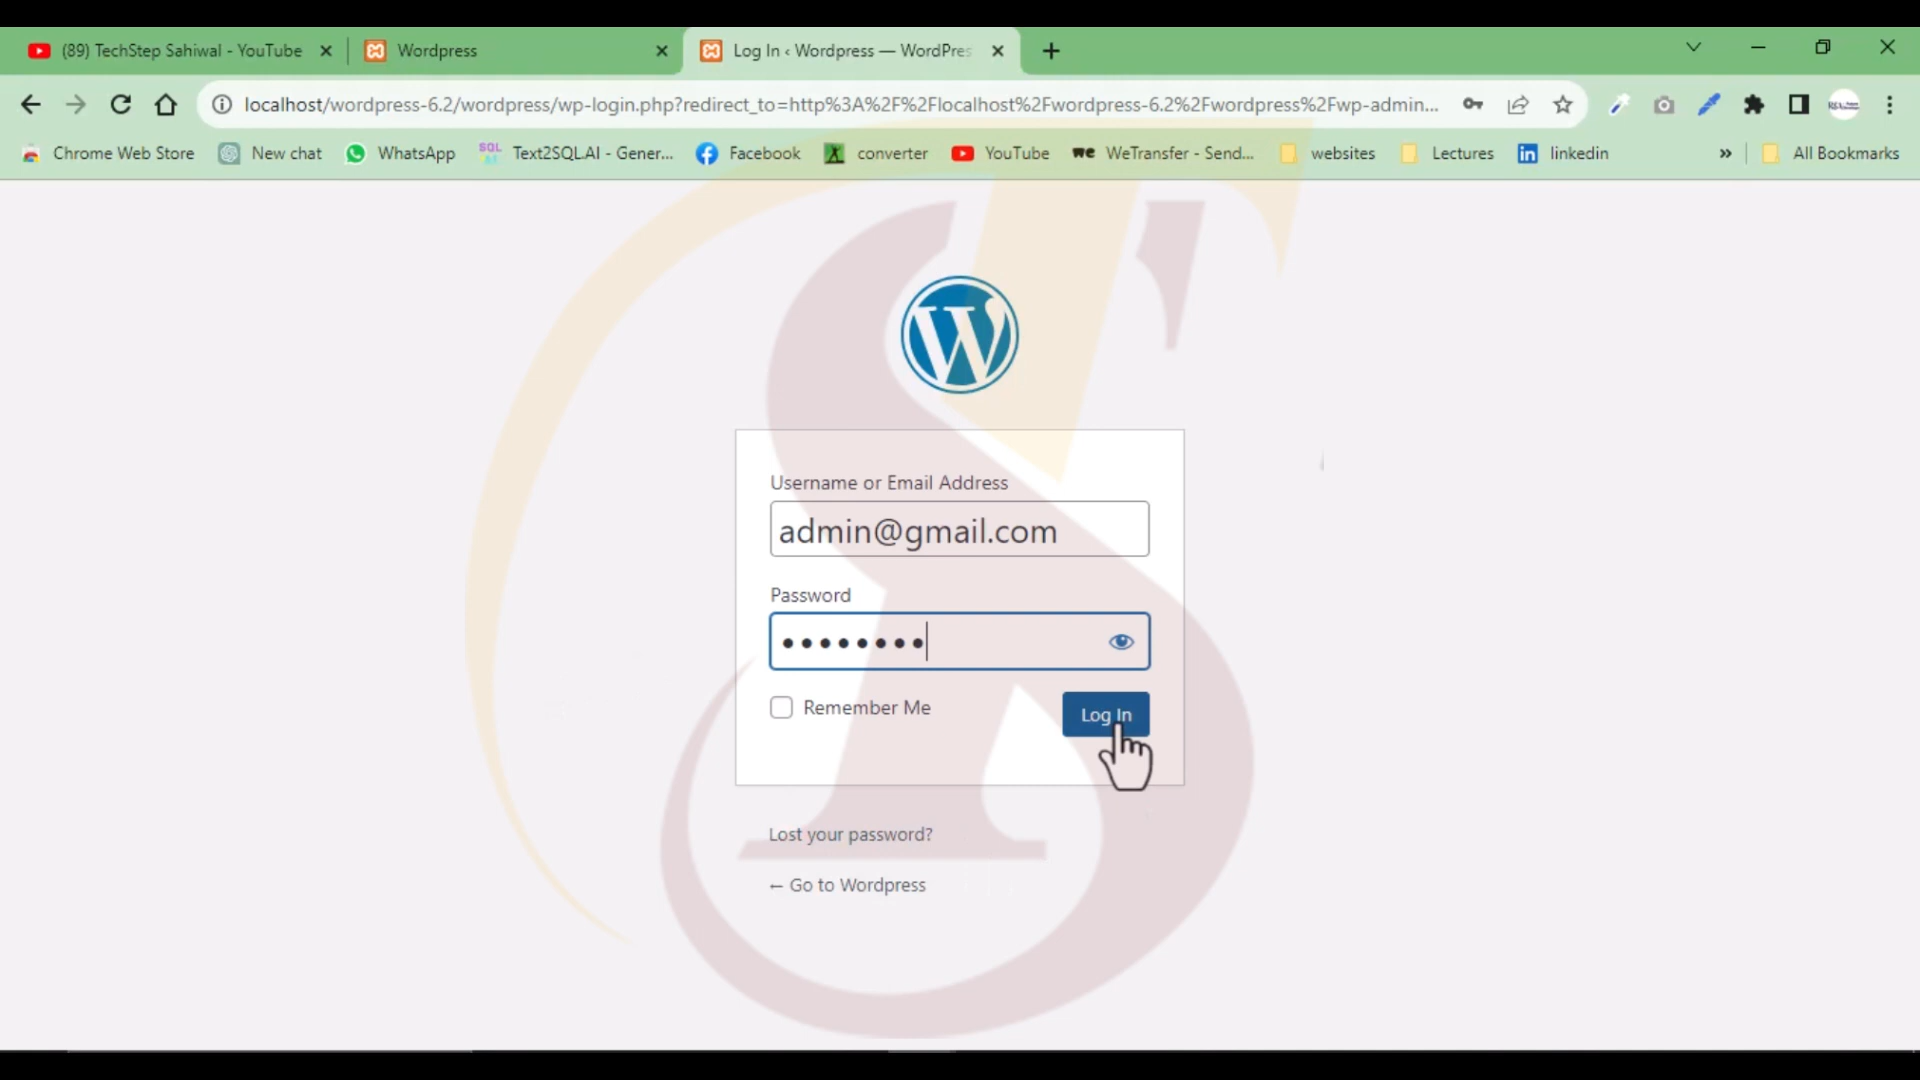 (89) TechStep Sahiwal - YouTube
Wordpress
Log In ‹ Wordpress — WordPres
localhost/wordpress-6.2/wordpress/wp-login.php?redirect_to=http%3A%2F%2Flocalhost%2Fwordpress-6.2%2Fwordpress%2Fwp-admin...
Chrome Web Store
New chat
WhatsApp
SQL
Text2SQL.AI - Gener...
Facebook
converter
YouTube
we
WeTransfer - Send...
websites
Lectures
in
linkedin
»
All Bookmarks
Username or Email Address
admin@gmail.com
Password
Remember Me
Log In
Lost your password?
← Go to Wordpress